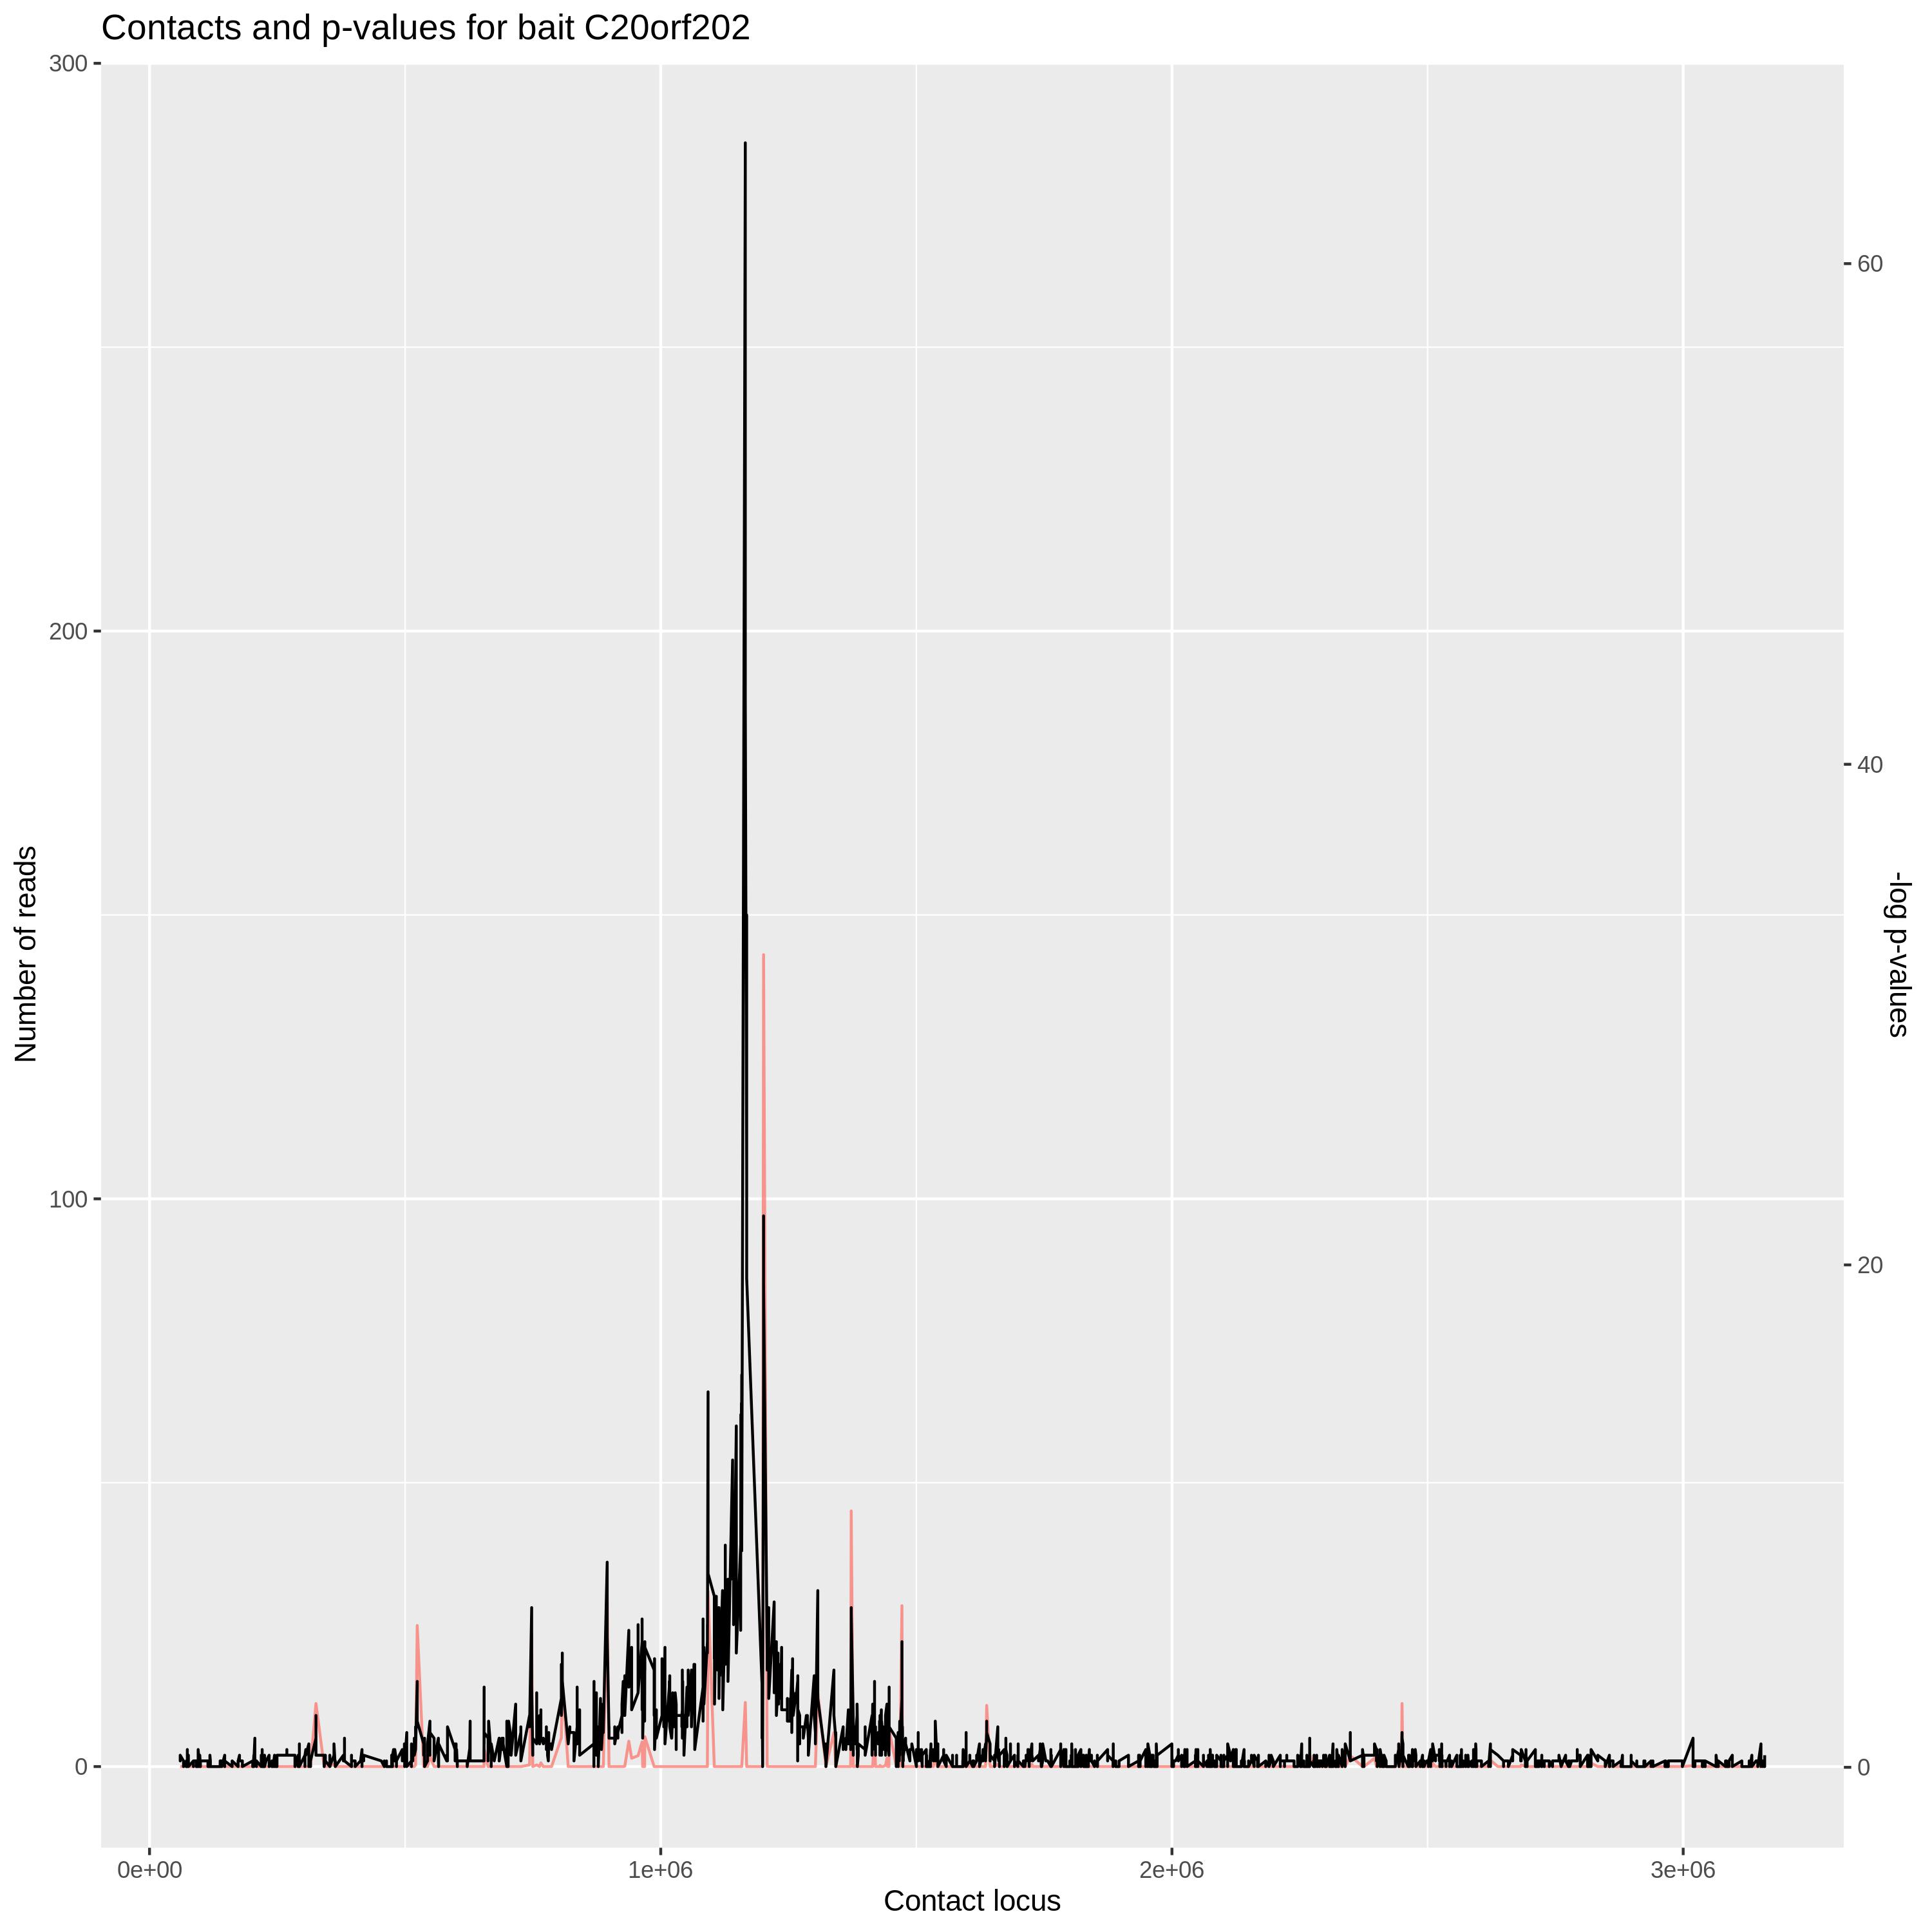 Contacts and p-values for bait C20orf202
300
200
100
0
Number of reads
60
40
20
0
-log p-values
0e+00 1e+06 2e+06 3e+06
Contact locus